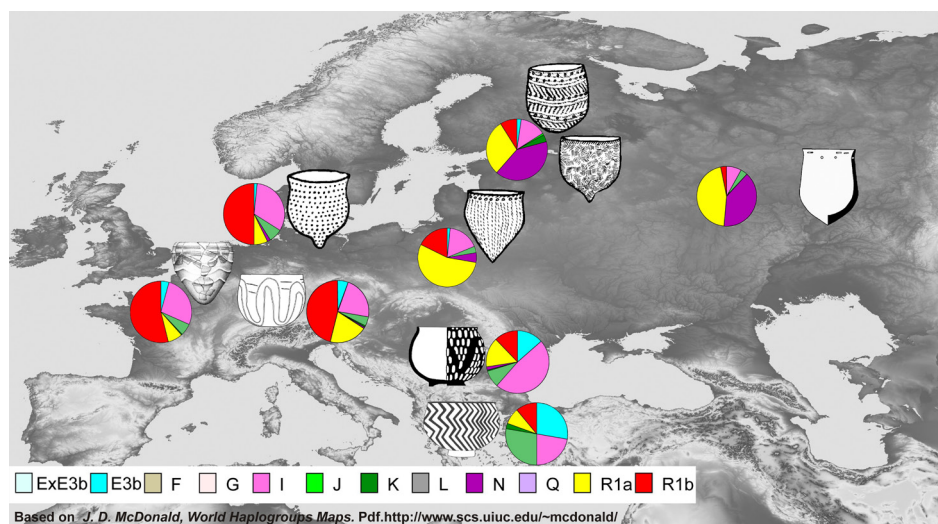 ExE3b E3b F G I J K L N Q R1a R1b
Based on J. D. McDonald, World Haplogroups Maps. Pdf.http://www.scs.uiuc.edu/~mcdonald/